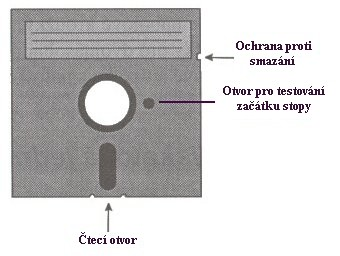 Ochrana proti
smazání
Otvor pro testování
začátku stopy
Čtecí otvor